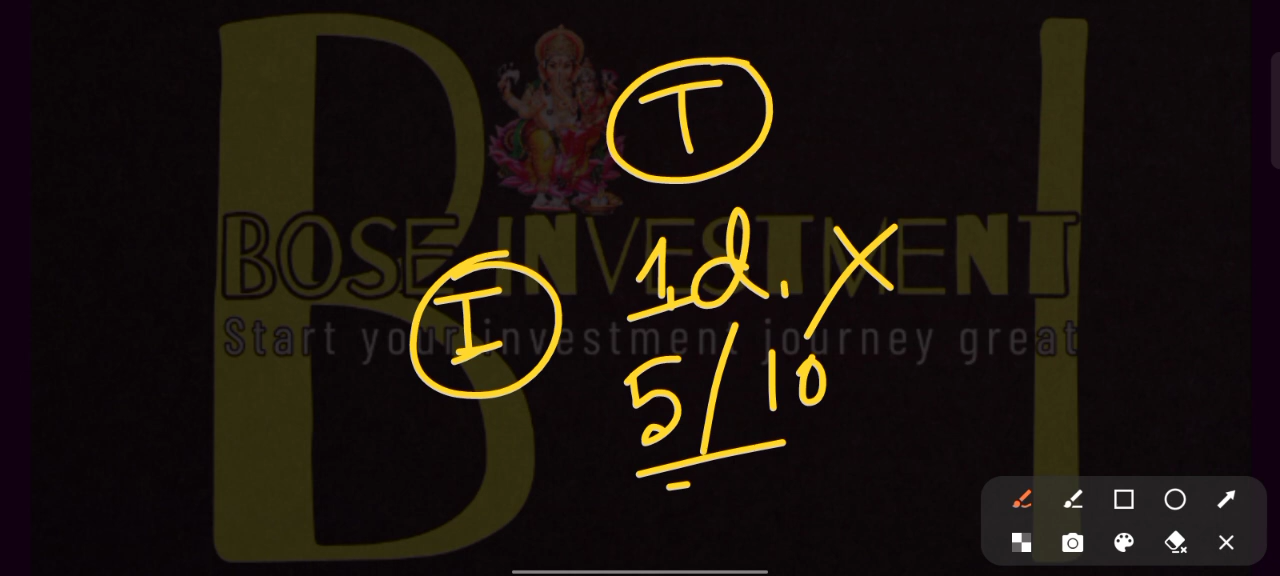 T
BOSE INVESTMENT
Start your investment journey great
I
1d. X
5/10